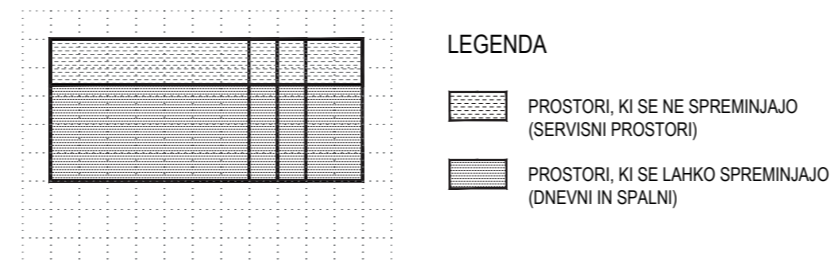 LEGENDA
PROSTORI, KI SE NE SPREMINJAJO
(SERVISNI PROSTORI)
PROSTORI, KI SE LAHKO SPREMINJAJO
(DNEVNI IN SPALNI)